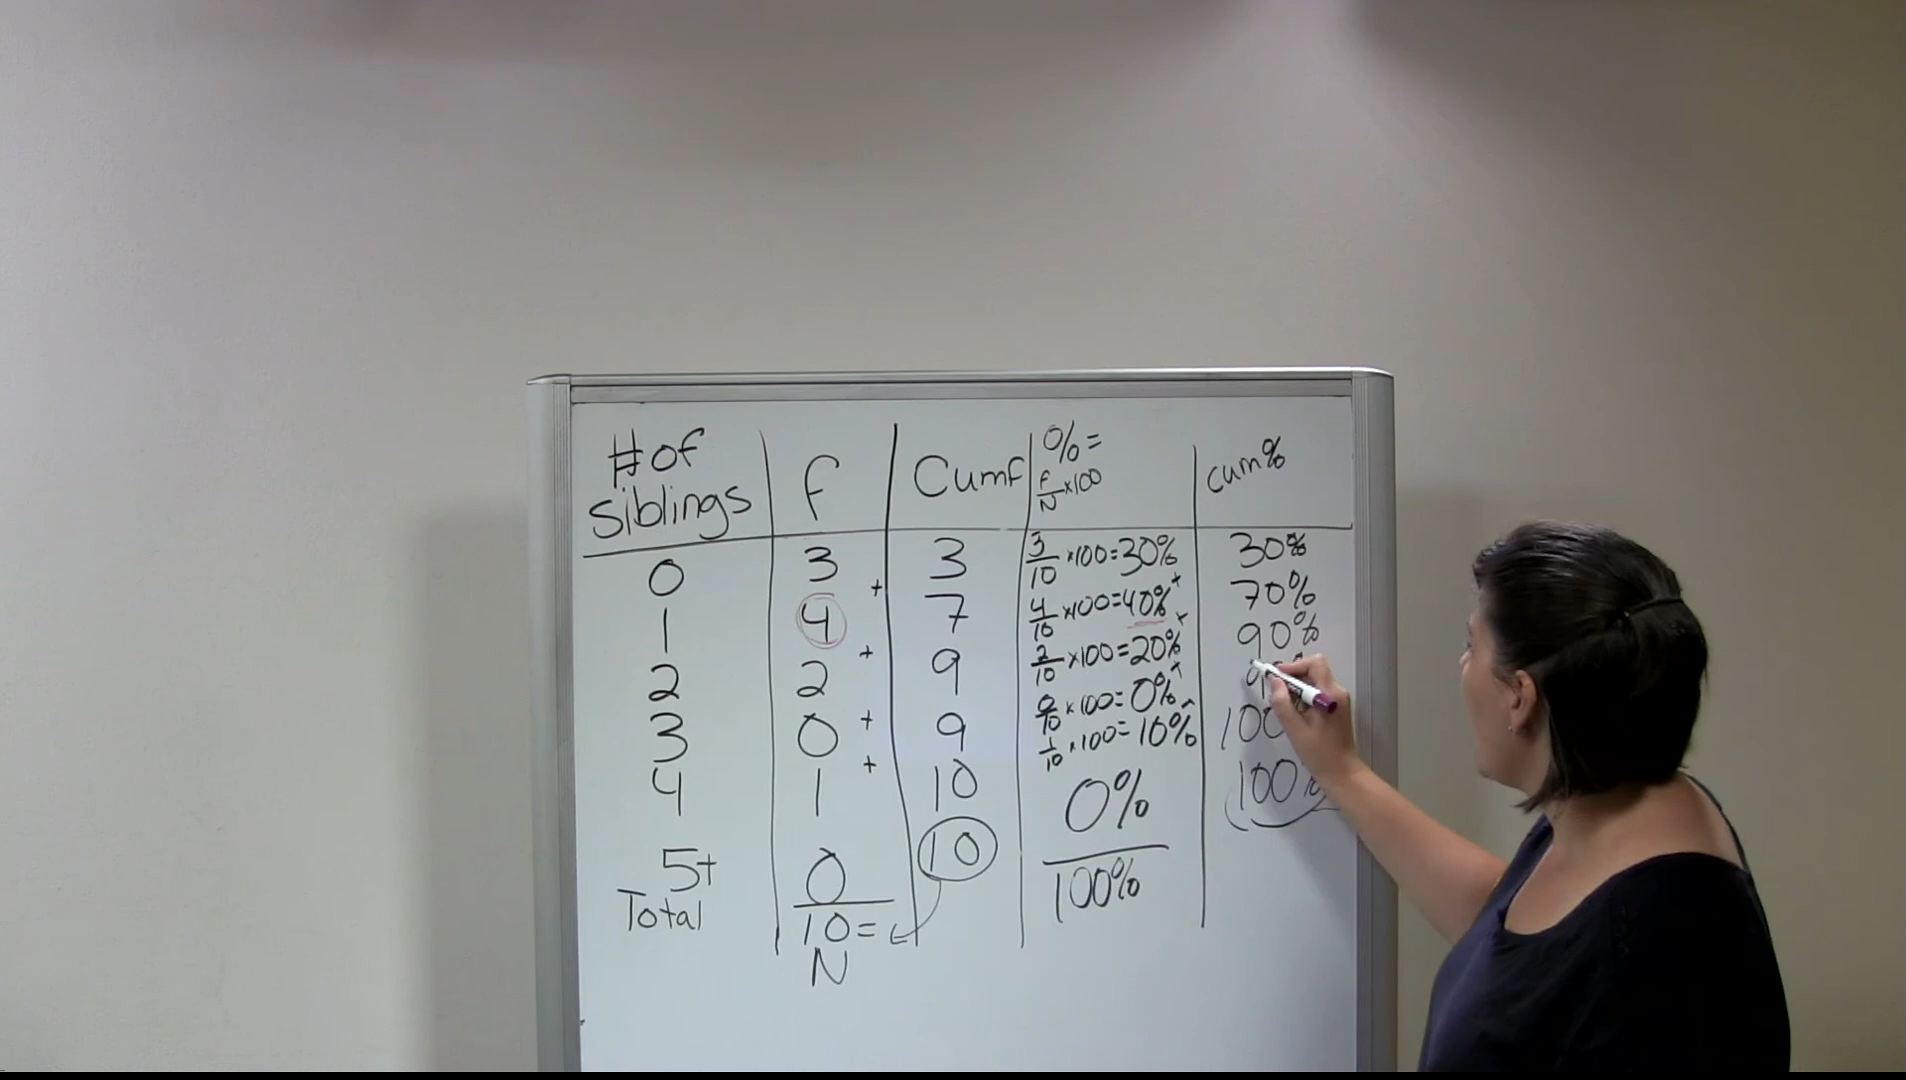 # of siblings | f | Cumf | %= f/N ×100 | cum%
0 | 3 | 3 | 3/10 ×100=30% | 30%
+ +
1 | 4 | 7 | 4/10 ×100=40% | 70%
+ +
2 | 2 | 9 | 2/10 ×100=20% | 90%
+ +
3 | 0 | 9 | 0/10 ×100=0% | 9
+ +
4 | 1 | 10 | 1/10 ×100=10% | 100
5+ | 0 | 10 | 0% | 100%
Total | 10= | 100%
N